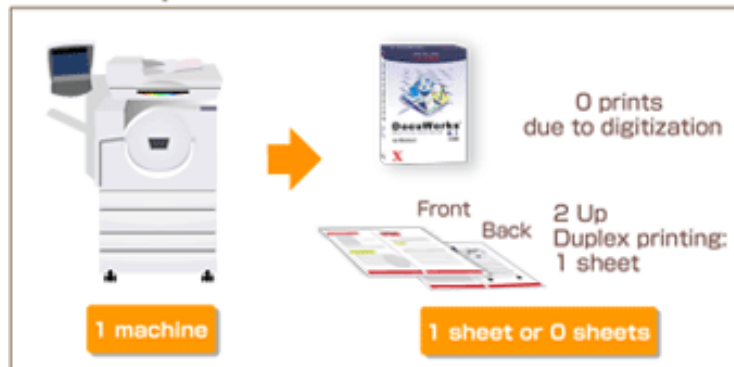 DocuWorks
X
0 prints
due to digitization
Front
Back
2 Up
Duplex printing:
1 sheet
1 machine
1 sheet or 0 sheets